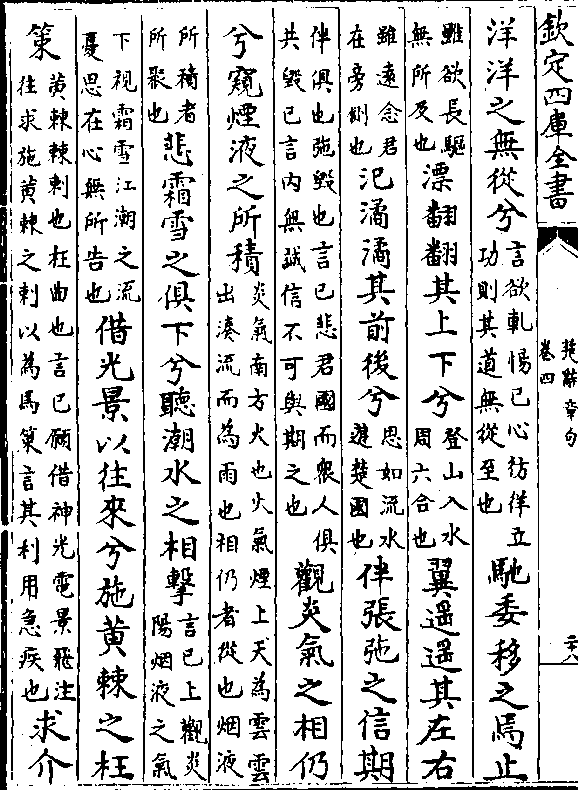 欽定四庫全書
楚辭章句
卷四
二十八
洋洋之無從兮言欲軋惕已心彷徉立功則其道無從至也馳委移之焉止
雖欲長驅無所及也漂翻翻其上下兮登山入水周六合也翼遥遥其左右
雖遠念君在旁側也氾潏潏其前後兮思如流水遊楚國也伴張弛之信期
伴俱也弛毁也言已悲君國而衆人俱共毁已言内無誠信不可與期之也觀炎氣之相仍
兮窺煙液之所積炎氣南方火也火氣煙上天為雲雲出湊流而為雨也相仍者從也烟液
所積者所聚也悲霜雪之俱下兮聽潮水之相擊言已上觀炎陽烟液之氣
下視霜雪江潮之流憂思在心無所告也借光景以往來兮施黄棘之枉
策黄棘棘刺也枉曲也言已願借神光電景飛注往求施黄棘之刺以為馬策言其利用急疾也求介